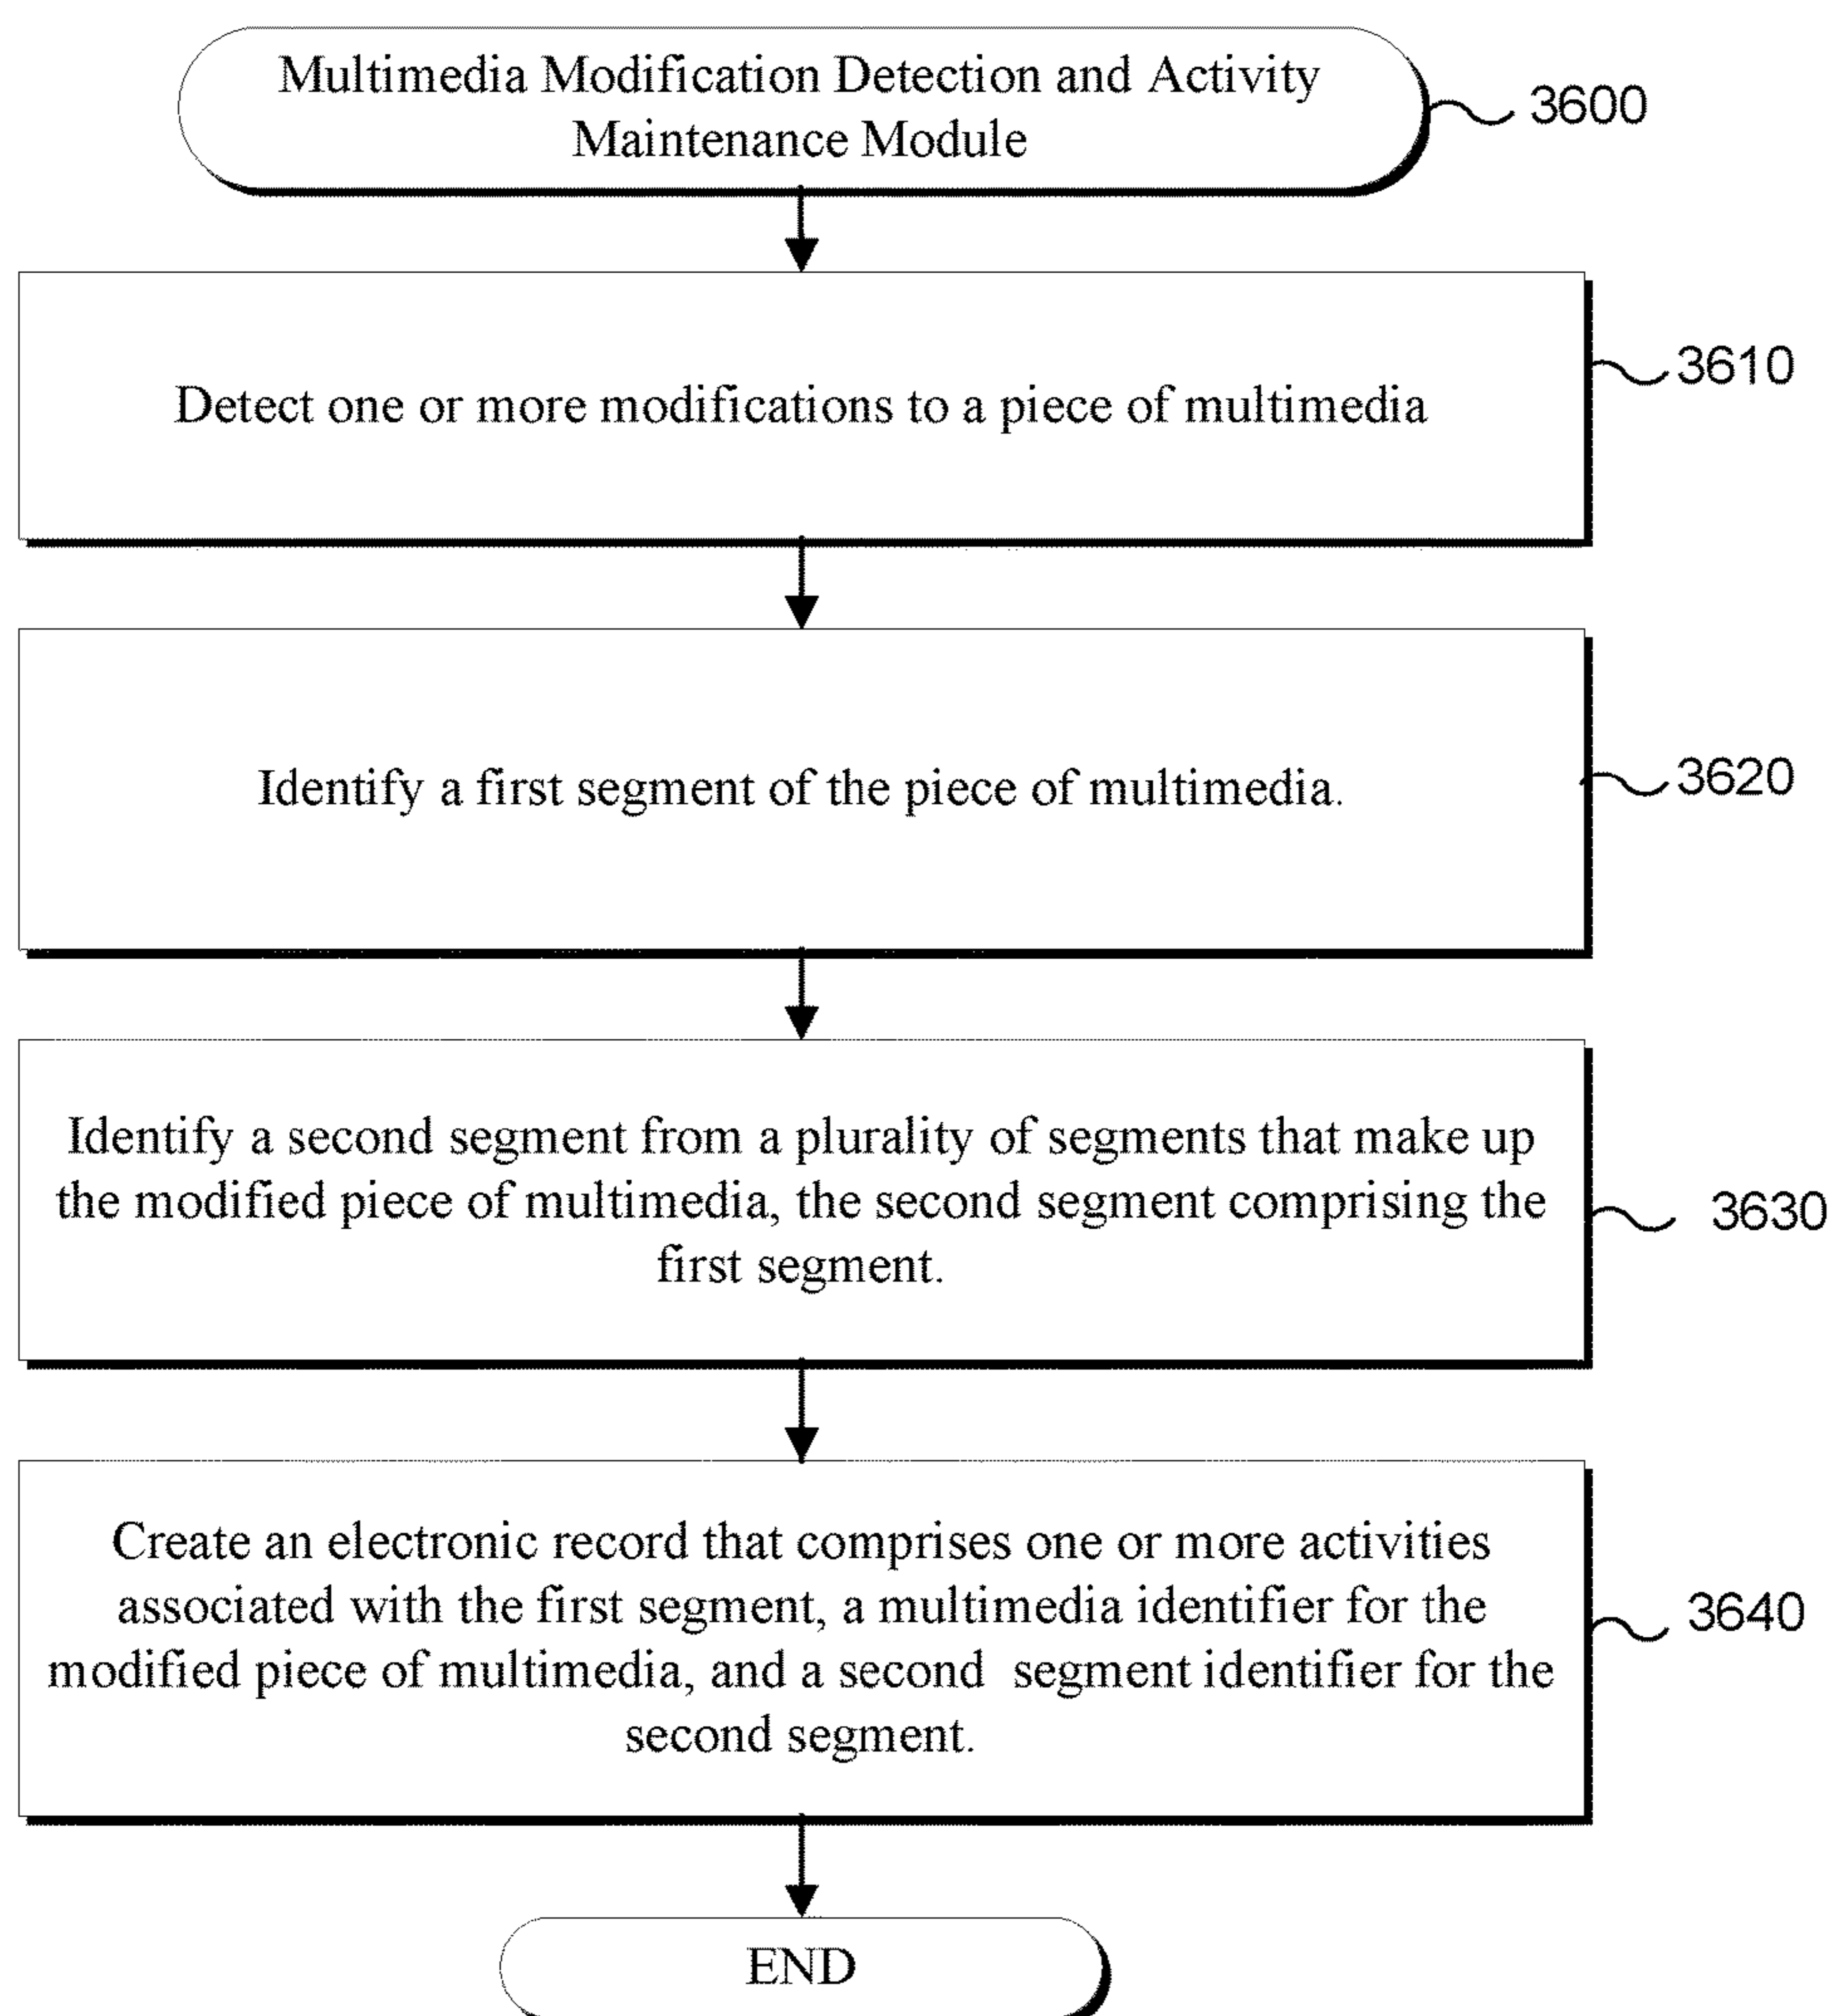 Multimedia Modification Detection and Activity
Maintenance Module
3600
Detect one or more modifications to a piece of multimedia
3610
Identify a first segment of the piece of multimedia.
3620
Identify a second segment from a plurality of segments that make up
the modified piece of multimedia, the second segment comprising the
first segment.
3630
Create an electronic record that comprises one or more activities
associated with the first segment, a multimedia identifier for the
modified piece of multimedia, and a second segment identifier for the
second segment.
3640
END